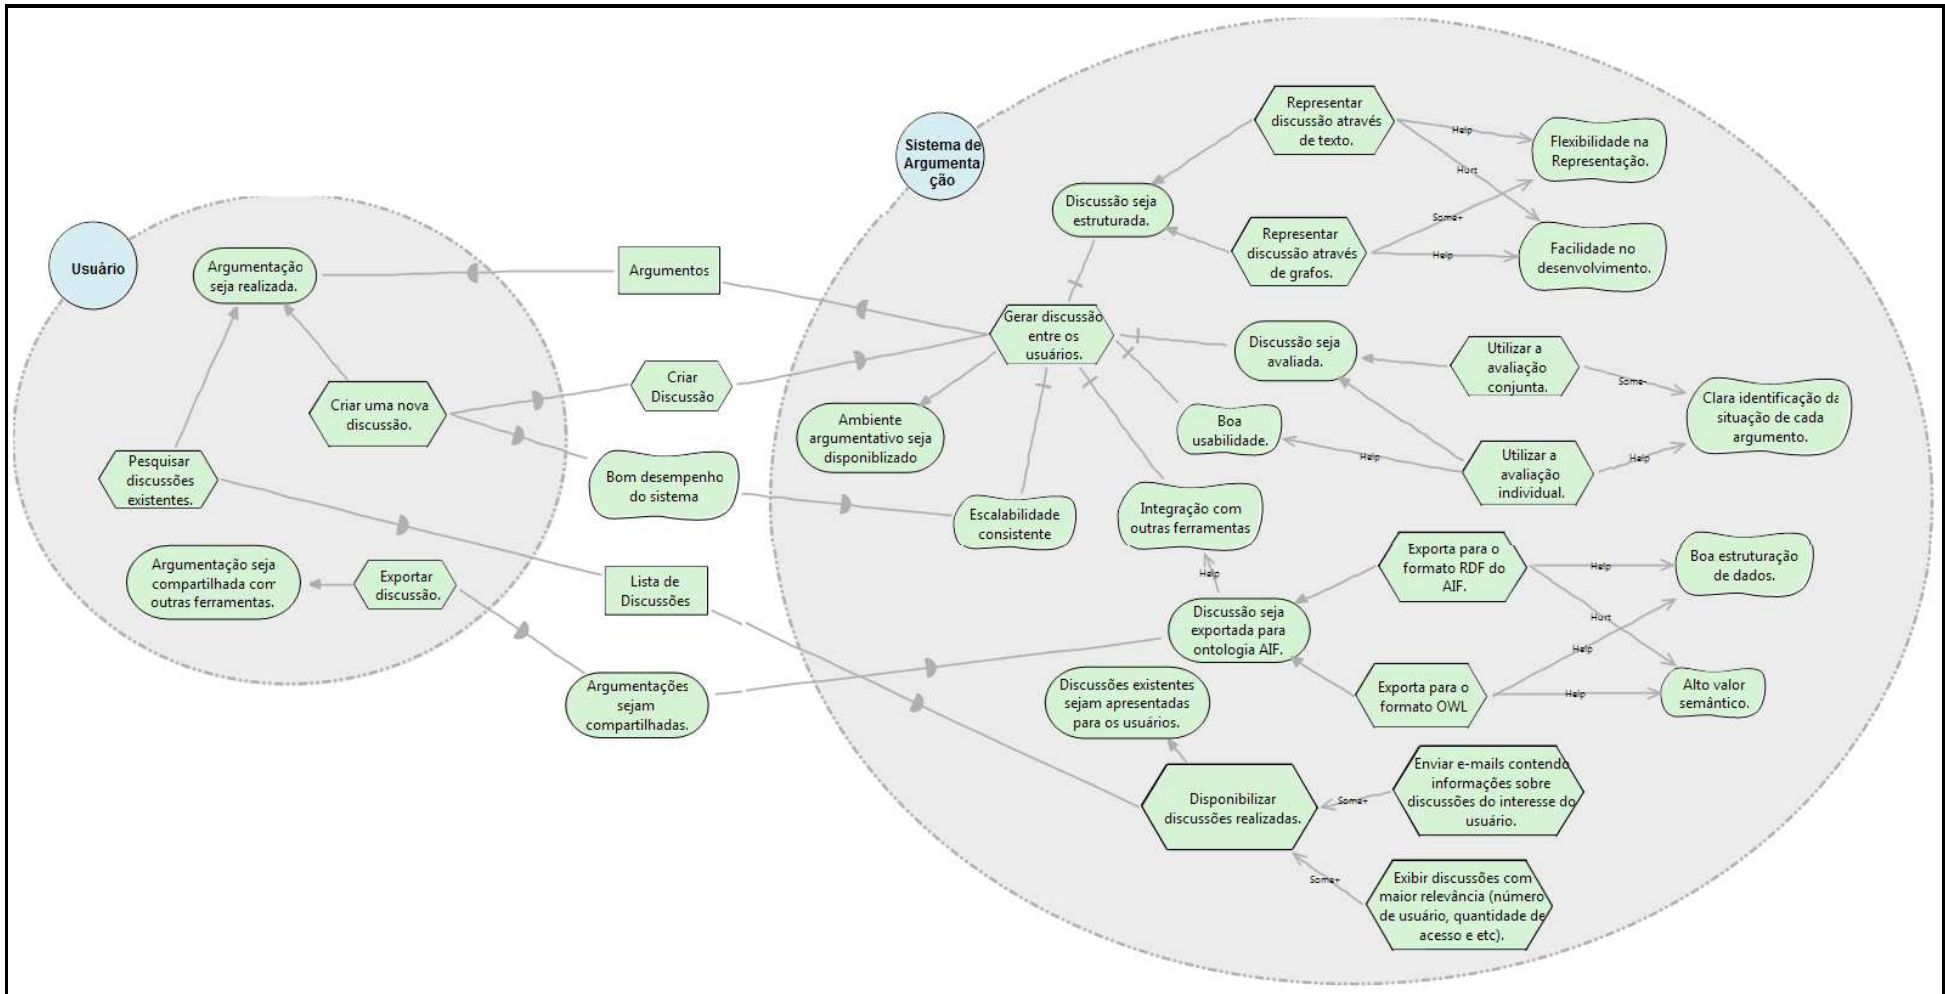 Usuário
Argumentação
seja realizada.
Criar uma nova
discussão.
Pesquisar
discussões
existentes.
Argumentação seja
compartilhada com
outras ferramentas.
Exportar
discussão.
Argumentos
Criar
Discussão
Bom desempenho
do sistema
Lista de
Discussões
Argumentações
sejam
compartilhadas.
Sistema de
Argumenta
ção
Representar
discussão através
de texto.
Help
Flexibilidade na
Representação.
Hurt
Discussão seja
estruturada.
Some+
Representar
discussão através
de grafos.
Help
Facilidade no
desenvolvimento.
Gerar discussão
entre os
usuários.
Discussão seja
avaliada.
Utilizar a
avaliação
conjunta.
Some-
Clara identificação da
situação de cada
argumento.
Ambiente
argumentativo seja
disponiblizado
Boa
usabilidade.
Help
Utilizar a
avaliação
individual.
Help
Escalabilidade
consistente
Integração com
outras ferramentas
Help
Exporta para o
formato RDF do
AIF.
Help
Boa estruturação
de dados.
Hurt
Discussão seja
exportada para
ontologia AIF.
Help
Exporta para o
formato OWL
Help
Alto valor
semântico.
Discussões existentes
sejam apresentadas
para os usuários.
Disponibilizar
discussões realizadas.
Some+
Enviar e-mails contendo
informações sobre
discussões do interesse do
usuário.
Some+
Exibir discussões com
maior relevância (número
de usuário, quantidade de
acesso e etc).